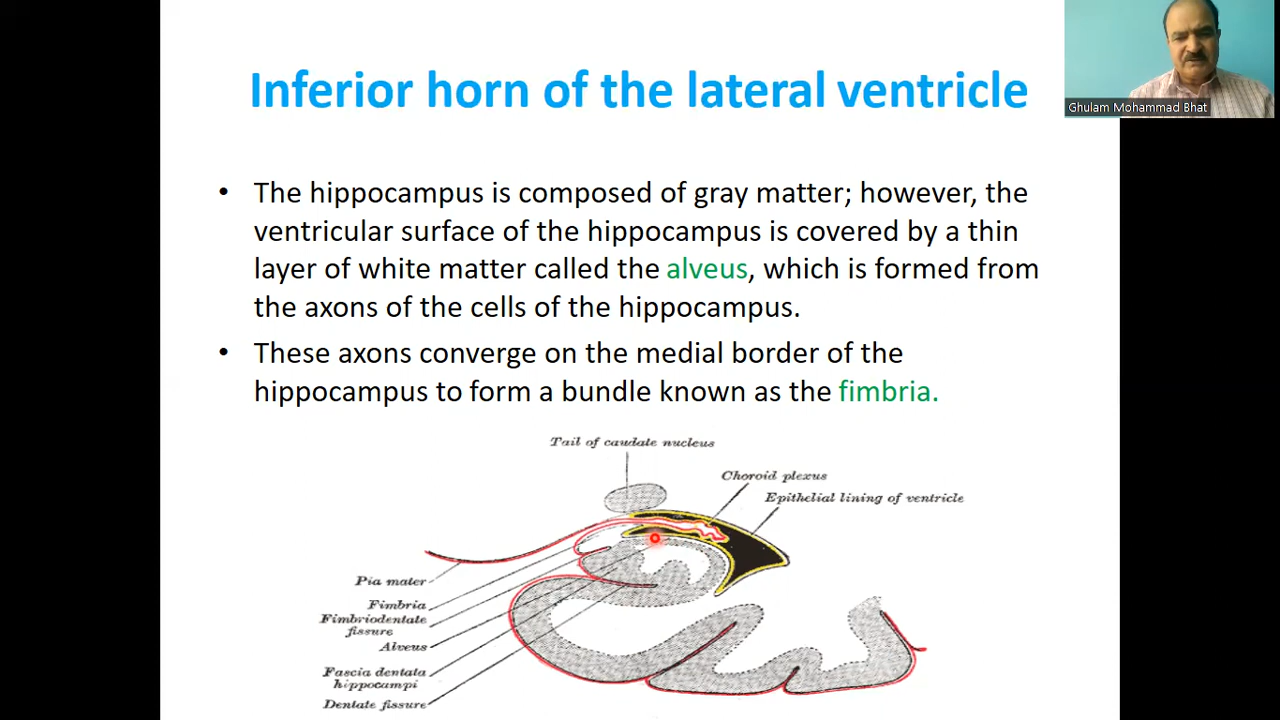 Inferior horn of the lateral ventricle
Ghulam Mohammad Bhat
• The hippocampus is composed of gray matter; however, the
ventricular surface of the hippocampus is covered by a thin
layer of white matter called the alveus, which is formed from
the axons of the cells of the hippocampus.
• These axons converge on the medial border of the
hippocampus to form a bundle known as the fimbria.
Tail of caudate nucleus
Choroid plexus
Epithelial lining of ventricle
Pia mater
Fimbria
Fimbriodentate
fissure
Alveus
Fascia dentata
hippocampi
Dentate fissure